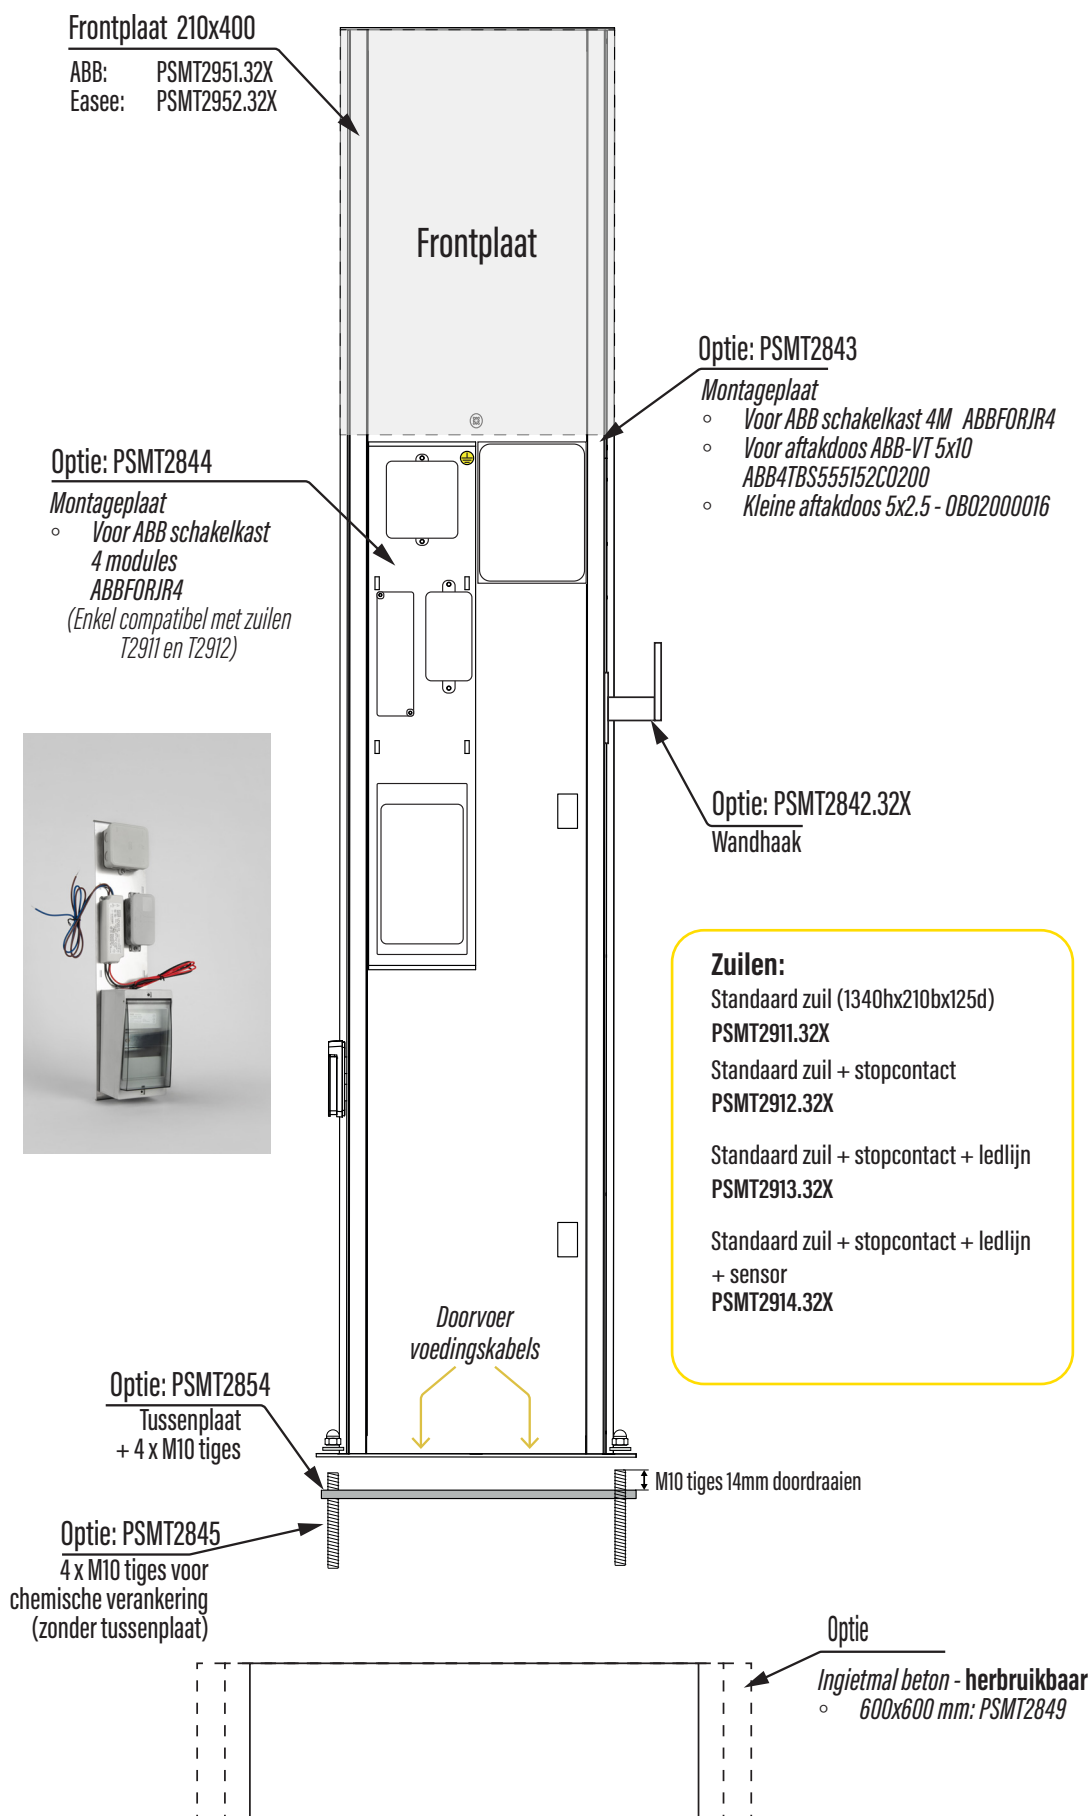 Frontplaat 210x400
ABB: PSMT2951.32X
Easee: PSMT2952.32X
Frontplaat
Optie: PSMT2843
Montageplaat
◦ Voor ABB schakelkast 4M ABBFORJR4
◦ Voor aftakdoos ABB-VT 5x10
ABB4TBS555152C0200
◦ Kleine aftakdoos 5x2.5 - OBO2000016
Optie: PSMT2844
Montageplaat
◦ Voor ABB schakelkast
4 modules
ABBFORJR4
(Enkel compatibel met zuilen
T2911 en T2912)
Optie: PSMT2842.32X
Wandhaak
Zuilen:
Standaard zuil (1340hx210bx125d)
PSMT2911.32X
Standaard zuil + stopcontact
PSMT2912.32X
Standaard zuil + stopcontact + ledlijn
PSMT2913.32X
Standaard zuil + stopcontact + ledlijn
+ sensor
PSMT2914.32X
Doorvoer
voedingskabels
Optie: PSMT2854
Tussenplaat
+ 4 x M10 tiges
M10 tiges 14mm doordraaien
Optie: PSMT2845
4 x M10 tiges voor
chemische verankering
(zonder tussenplaat)
Optie
Ingietmal beton - herbruikbaar
◦ 600x600 mm: PSMT2849